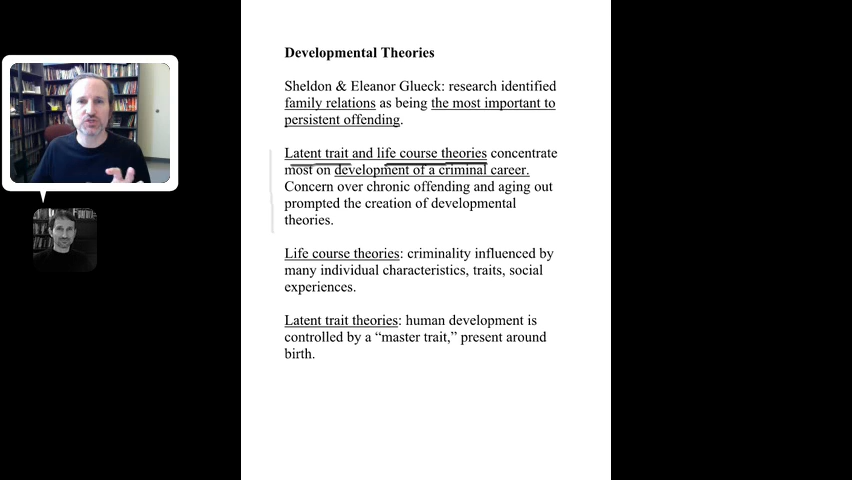 Developmental Theories
Sheldon & Eleanor Glueck: research identified
family relations as being the most important to
persistent offending.
Latent trait and life course theories concentrate
most on development of a criminal career.
Concern over chronic offending and aging out
prompted the creation of developmental
theories.
Life course theories: criminality influenced by
many individual characteristics, traits, social
experiences.
Latent trait theories: human development is
controlled by a “master trait,” present around
birth.